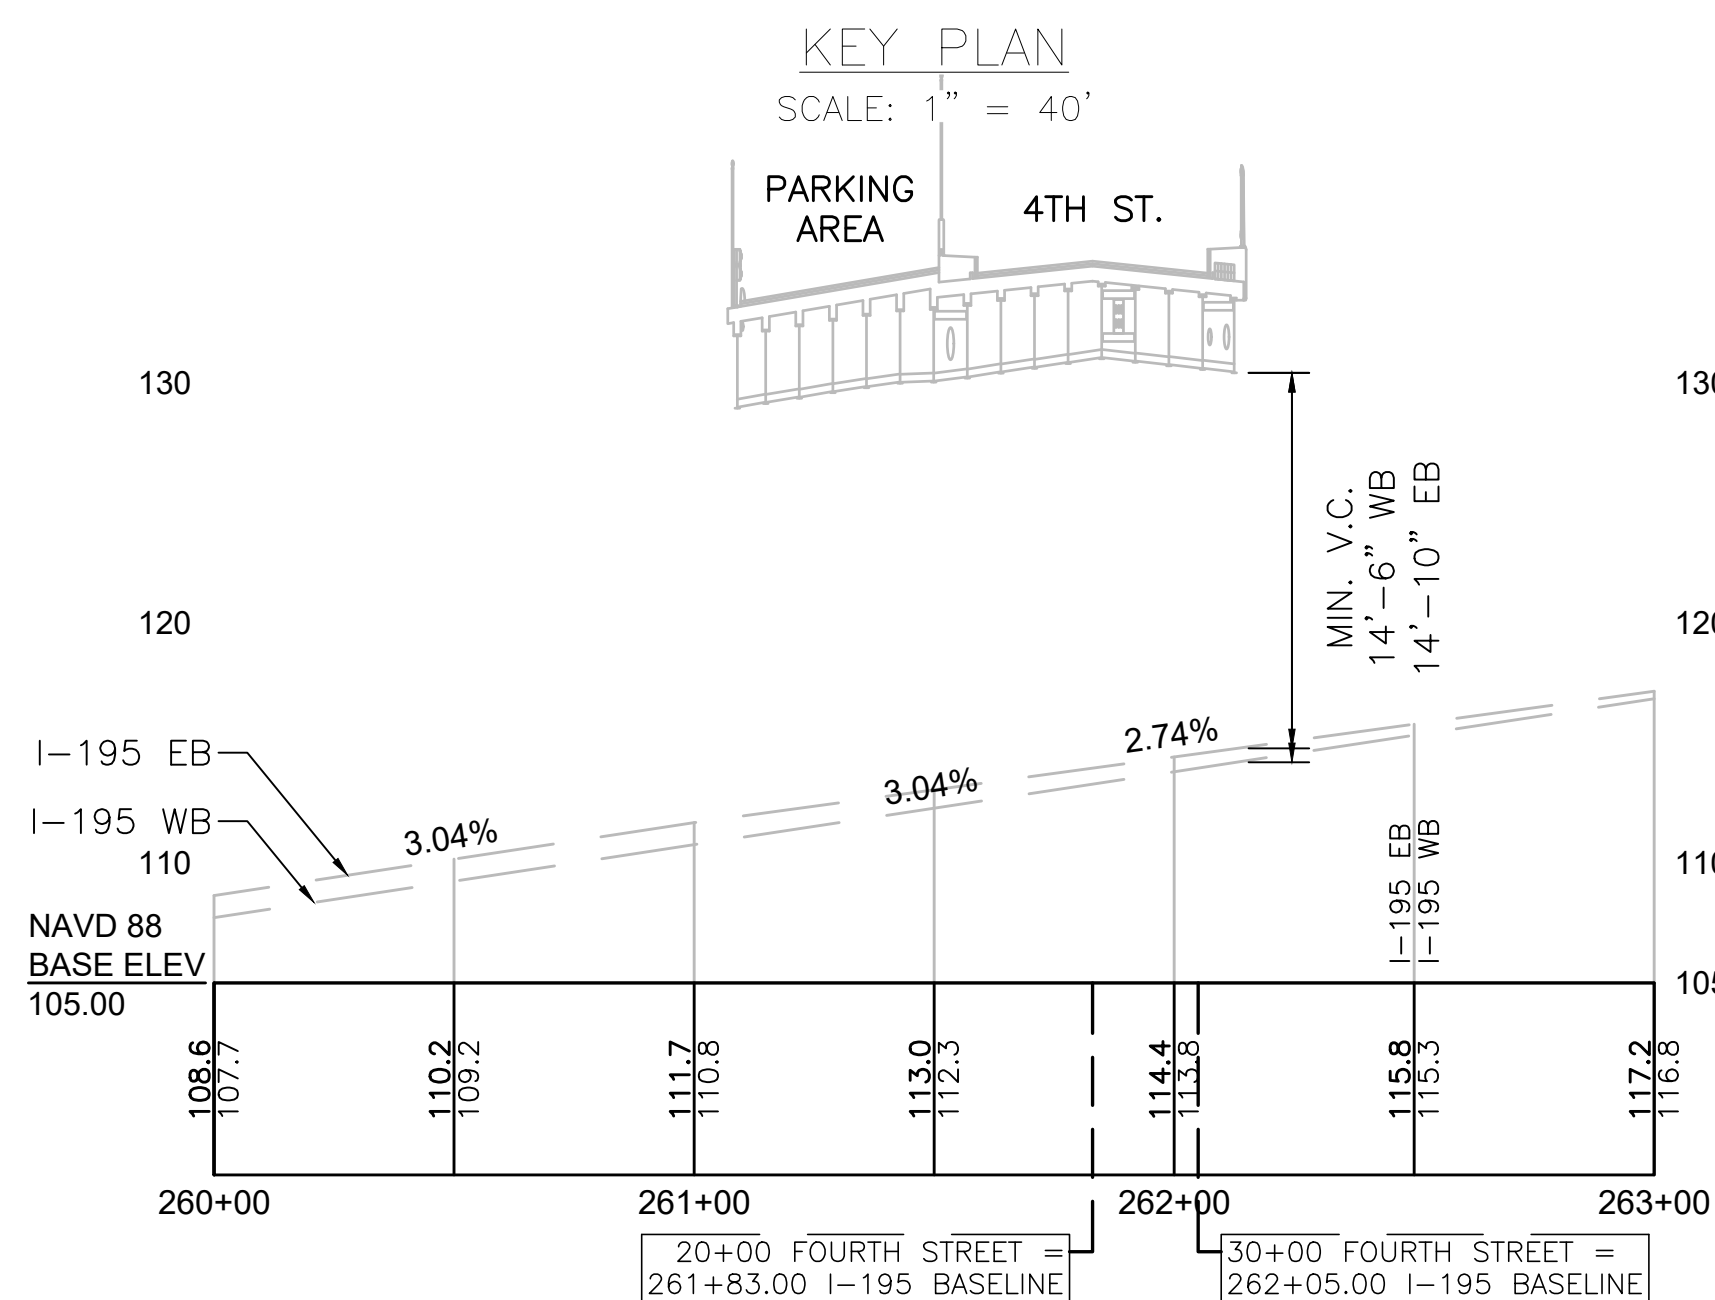 KEY PLAN
SCALE: 1" = 40'
PARKING
AREA
4TH ST.
130
130
MIN. V.C.
14'-6" WB
14'-10" EB
120
120
2.74%
I-195 EB
3.04%
I-195 WB
3.04%
110
110
I-195 EB
I-195 WB
NAVD 88
BASE ELEV
105.00
105
108.6
107.7
110.2
109.2
111.7
110.8
113.0
112.3
114.4
113.8
115.8
115.3
117.2
116.8
260+00
261+00
262+00
263+00
20+00 FOURTH STREET =
261+83.00 I-195 BASELINE
30+00 FOURTH STREET =
262+05.00 I-195 BASELINE